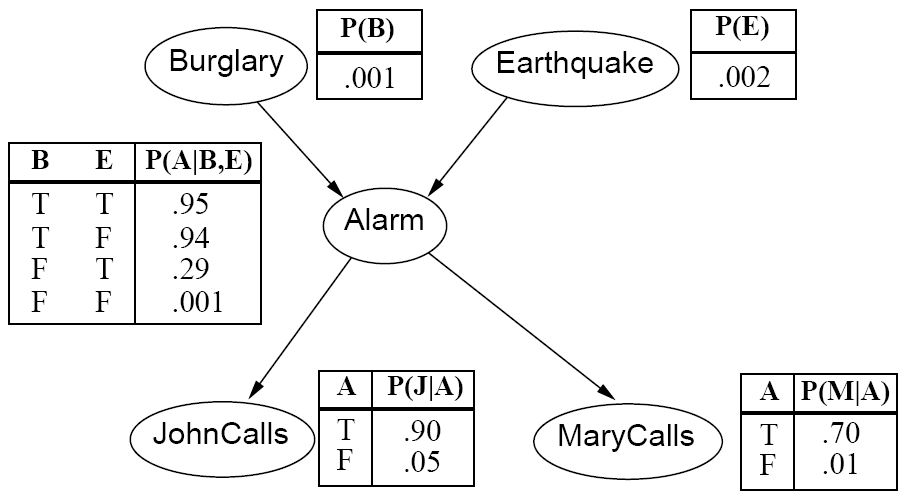 Burglary
P(B)
.001
Earthquake
P(E)
.002
B E P(A|B,E)
T T .95
T F .94
F T .29
F F .001
Alarm
JohnCalls
A P(J|A)
T .90
F .05
MaryCalls
A P(M|A)
T .70
F .01